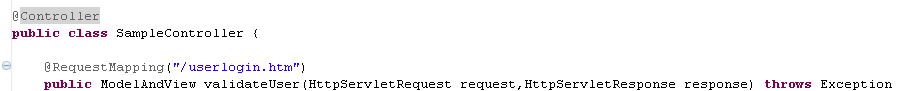 @Controller
public class SampleController {
@RequestMapping("/userlogin.htm")
public ModelAndView validateUser(HttpServletRequest request,HttpServletResponse response) throws Exception